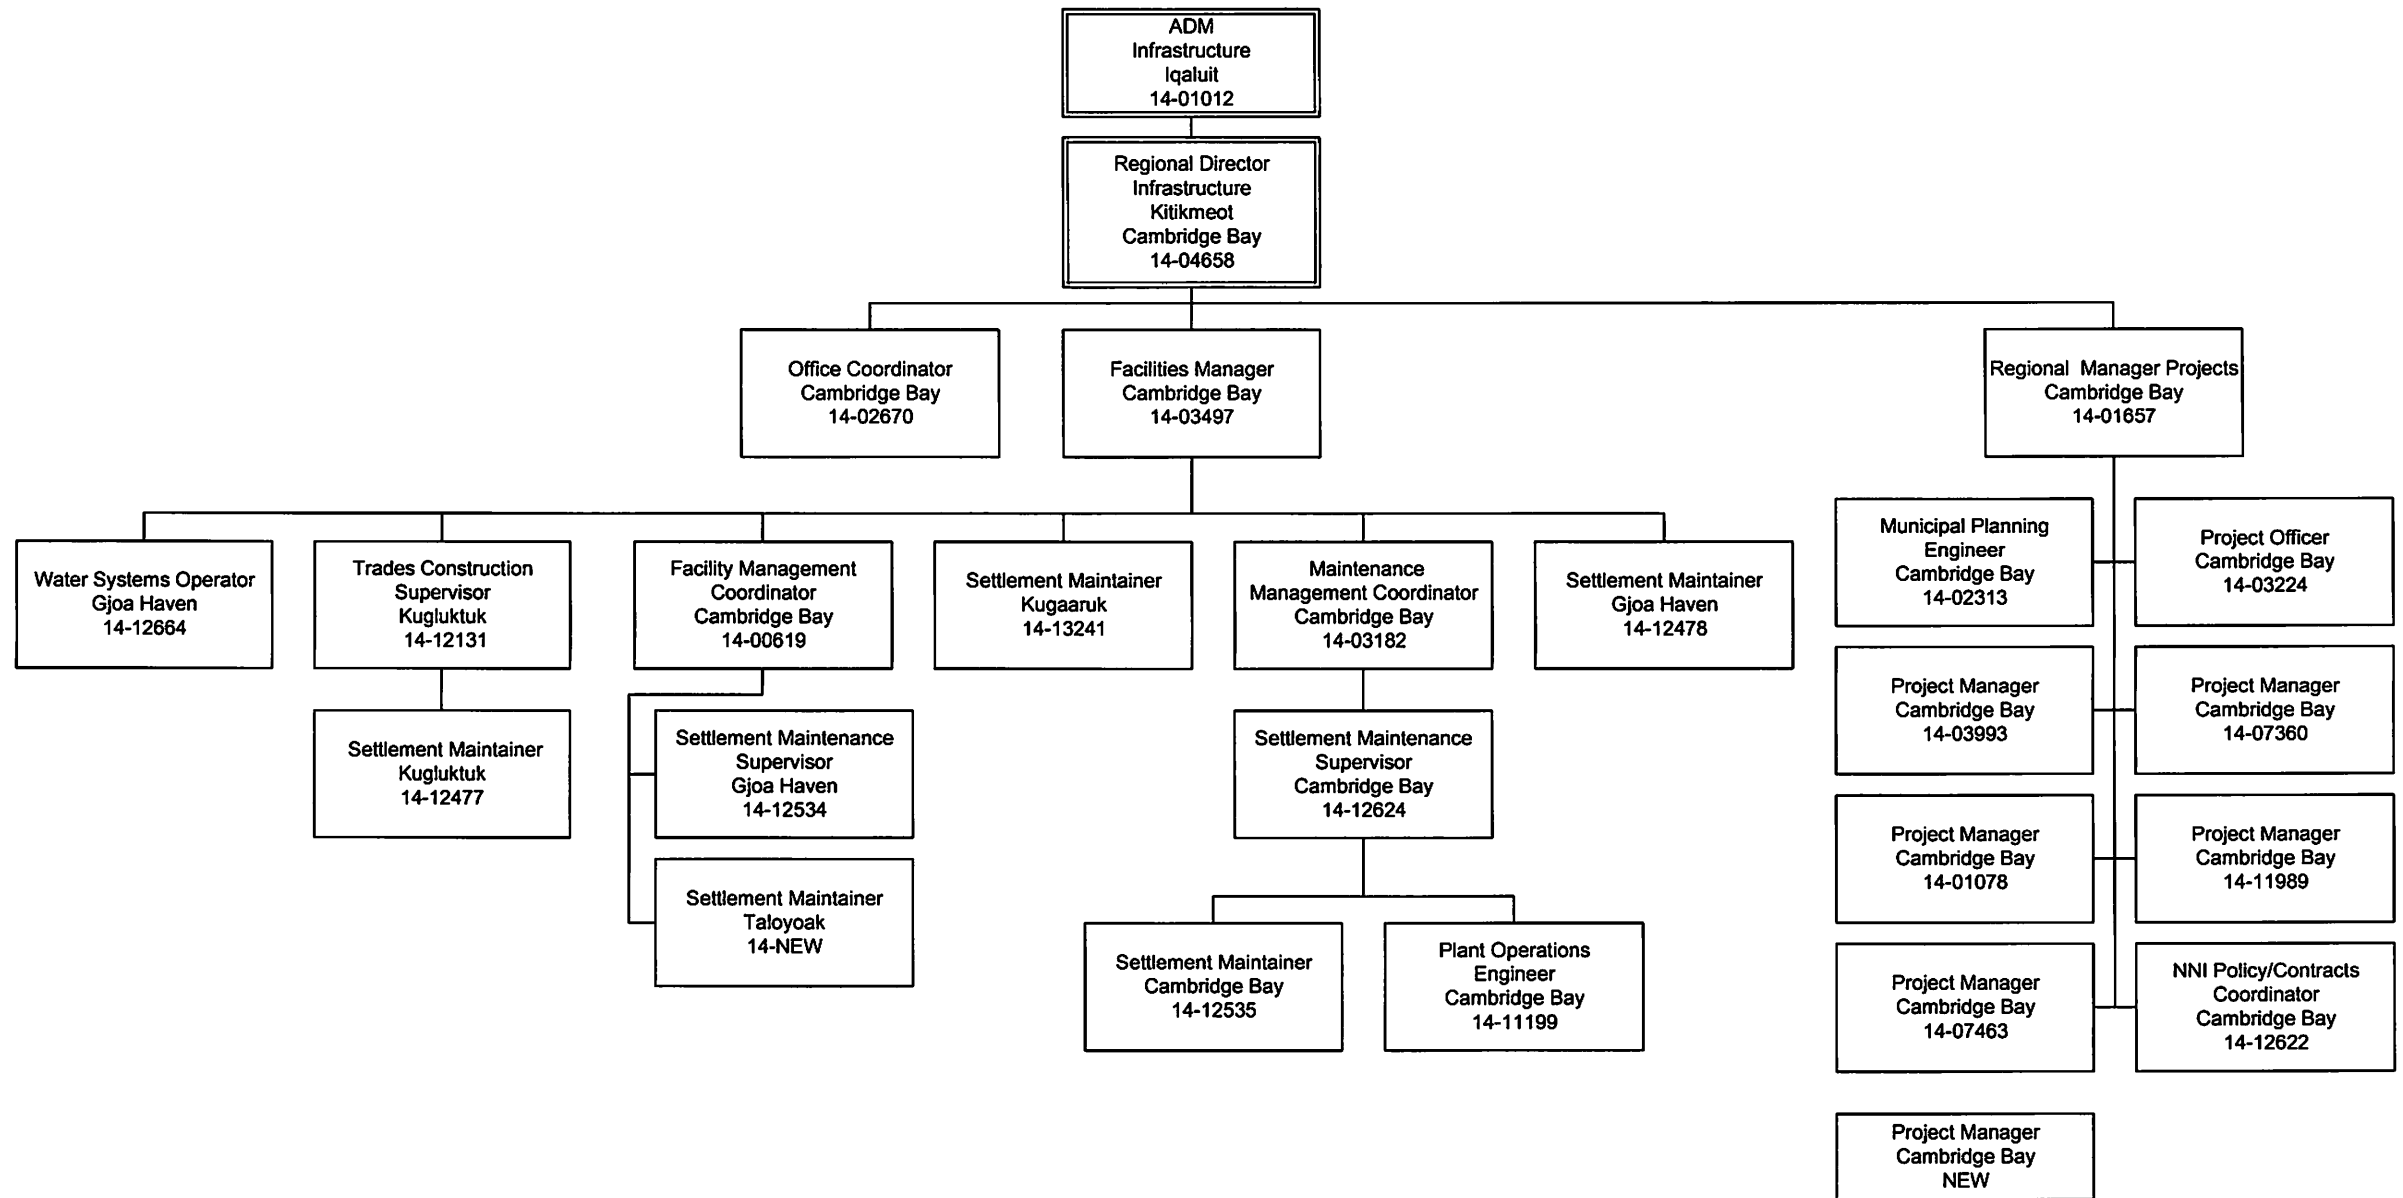 ADM
Infrastructure
Iqaluit
14-01012
Regional Director
Infrastructure
Kitikmeot
Cambridge Bay
14-04658
Office Coordinator
Cambridge Bay
14-02670
Facilities Manager
Cambridge Bay
14-03497
Regional Manager Projects
Cambridge Bay
14-01657
Water Systems Operator
Gjoa Haven
14-12664
Trades Construction
Supervisor
Kugluktuk
14-12131
Facility Management
Coordinator
Cambridge Bay
14-00619
Settlement Maintainer
Kugaaruk
14-13241
Maintenance
Management Coordinator
Cambridge Bay
14-03182
Settlement Maintainer
Gjoa Haven
14-12478
Settlement Maintainer
Kugluktuk
14-12477
Settlement Maintenance
Supervisor
Gjoa Haven
14-12534
Settlement Maintainer
Taloyoak
14-NEW
Settlement Maintenance
Supervisor
Cambridge Bay
14-12624
Settlement Maintainer
Cambridge Bay
14-12535
Plant Operations
Engineer
Cambridge Bay
14-11199
Municipal Planning
Engineer
Cambridge Bay
14-02313
Project Officer
Cambridge Bay
14-03224
Project Manager
Cambridge Bay
14-03993
Project Manager
Cambridge Bay
14-07360
Project Manager
Cambridge Bay
14-01078
Project Manager
Cambridge Bay
14-11989
Project Manager
Cambridge Bay
14-07463
NNI Policy/Contracts
Coordinator
Cambridge Bay
14-12622
Project Manager
Cambridge Bay
NEW